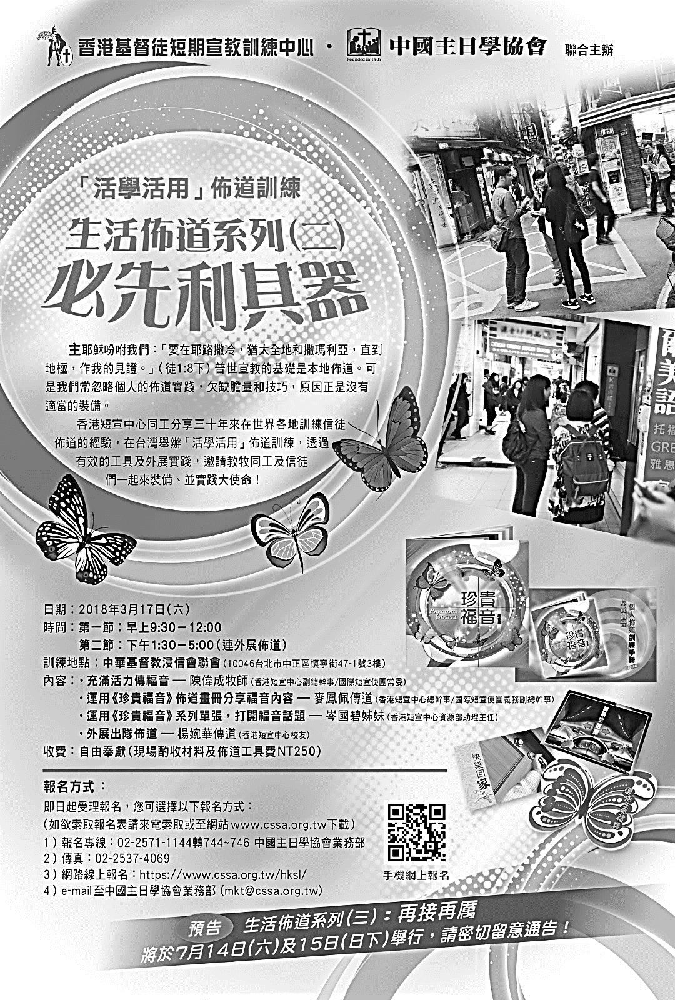 香港基督徒短期宣教訓練中心 · 中國主日學協會 聯合主辦
Founded in 1907
「活學活用」佈道訓練
生活佈道系列(二)
必先利其器
主耶穌吩咐我們：「要在耶路撒冷，猶太全地和撒瑪利亞，直到
地極，作我的見證。」（徒1:8下）普世宣教的基礎是本地佈道。可
是我們常忽略個人的佈道實踐，欠缺膽量和技巧，原因正是沒有
適當的裝備。
香港短宣中心同工分享三十年來在世界各地訓練信徒
佈道的經驗，在台灣舉辦「活學活用」佈道訓練，透過
有效的工具及外展實踐，邀請教牧同工及信徒
們一起來裝備、並實踐大使命！
爾美語
托福
GRE
雅思
珍貴福音
PRECIOUS GOSPEL
珍貴福音
個人佈道訓練手冊
珍貴福音
快樂回家
日期：2018年3月17日(六)
時間：第一節：早上9:30－12:00
第二節：下午1:30－5:00(連外展佈道)
訓練地點：中華基督教浸信會聯會(10046台北市中正區懷寧街47-1號3樓)
內容：·充滿活力傳福音 — 陳偉成牧師(香港短宣中心副總幹事/國際短宣使團常委)
·運用《珍貴福音》佈道畫冊分享福音內容 — 麥鳳佩傳道(香港短宣中心總幹事/國際短宣使團義務副總幹事)
·運用《珍貴福音》系列單張，打開福音話題 — 岑國碧姊妹(香港短宣中心資源部助理主任)
·外展出隊佈道 — 楊婉華傳道(香港短宣中心校友)
收費：自由奉獻(現場酌收材料及佈道工具費NT250)
報名方式：
即日起受理報名，您可選擇以下報名方式：
(如欲索取報名表請來電索取或至網站www.cssa.org.tw下載)
1）報名專線：02-2571-1144轉744~746 中國主日學協會業務部
2）傳真：02-2537-4069
3）網路線上報名：https://www.cssa.org.tw/hksl/
4）e-mail至中國主日學協會業務部（mkt@cssa.org.tw）
手機網上報名
預告 生活佈道系列(三)：再接再厲
將於7月14日(六)及15日(日下)舉行，請密切留意通告！